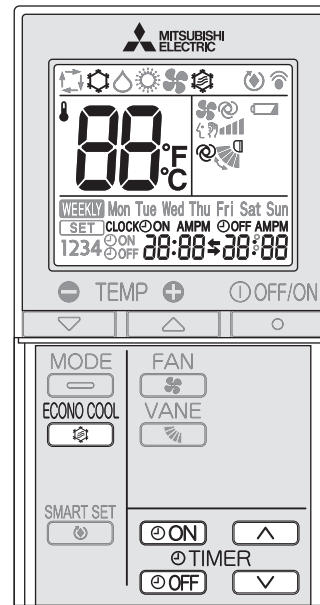 MITSUBISHI
ELECTRIC
88°F
°C
WEEKLY Mon Tue Wed Thu Fri Sat Sun
SET CLOCK ON AMPM OFF AMPM
1234 ON OFF 88:88 88:88
TEMP OFF/ON
MODE FAN
ECONO COOL VANE
SMART SET
ON
TIMER
OFF